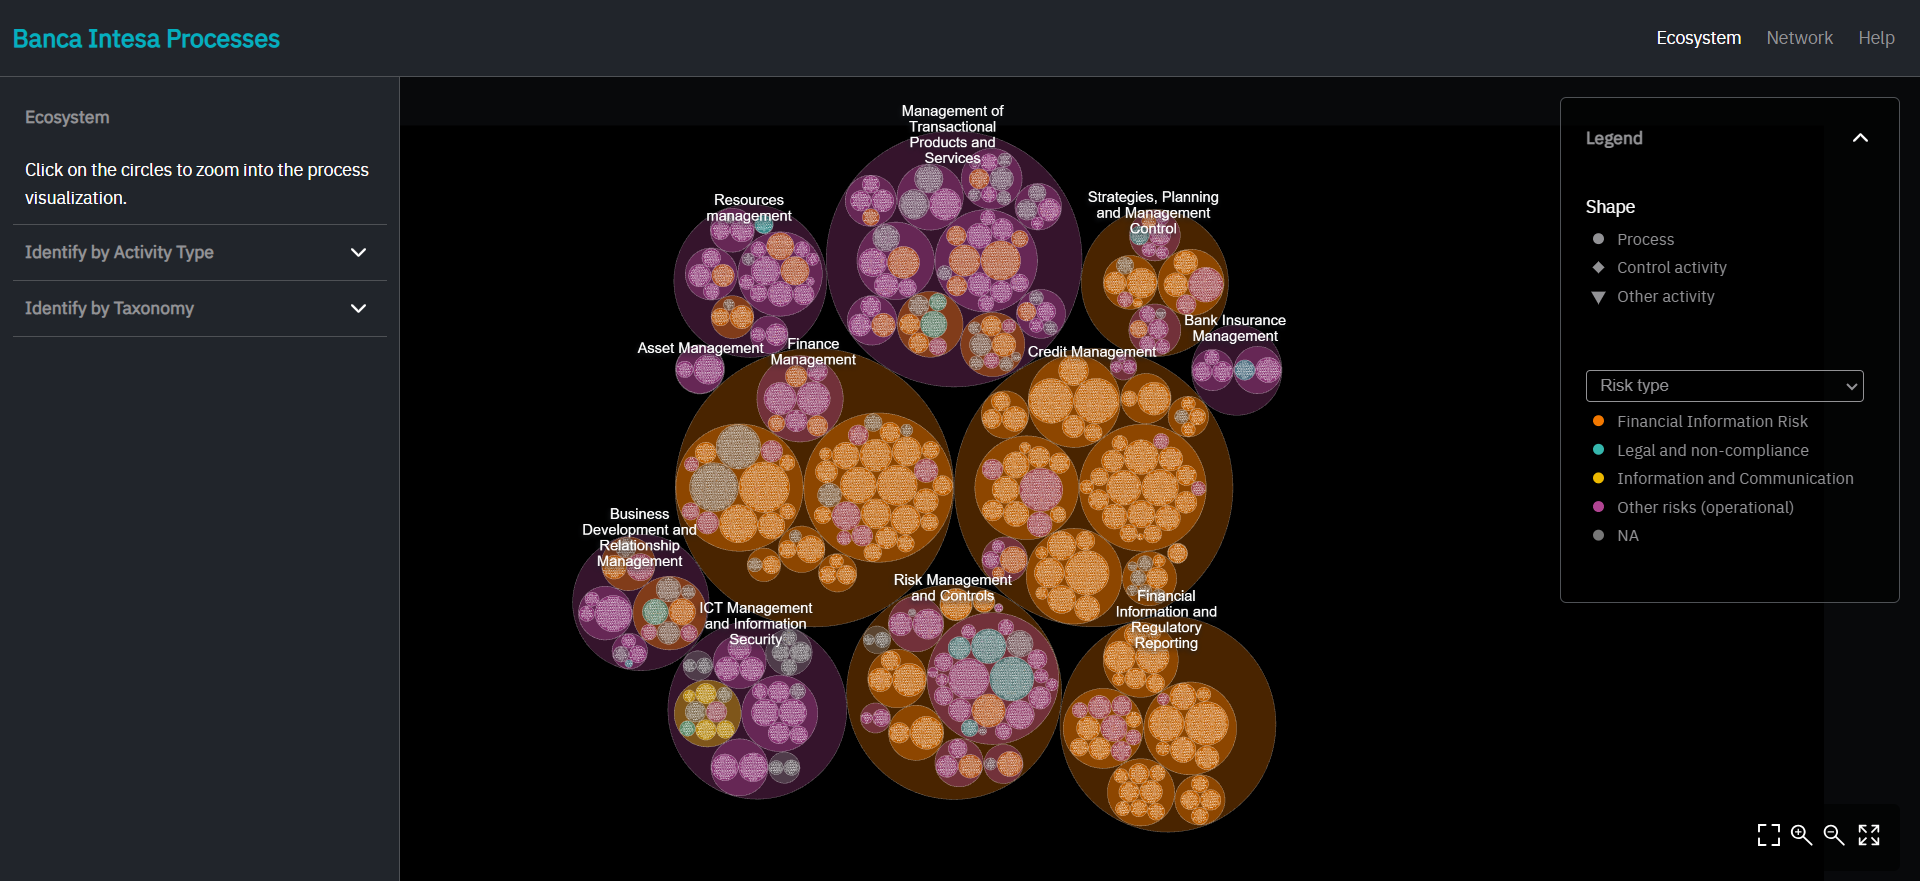 Banca Intesa Processes
Ecosystem
Network
Help
Ecosystem
Click on the circles to zoom into the process
visualization.
Identify by Activity Type
Identify by Taxonomy
Management of
Transactional
Products and
Services
Resources
management
Strategies, Planning
and Management
Control
Bank Insurance
Management
Asset Management
Finance
Management
Credit Management
Business
Development and
Relationship
Management
ICT Management
and Information
Security
Risk Management
and Controls
Financial
Information and
Regulatory
Reporting
Legend
Shape
Process
Control activity
Other activity
Risk type
Financial Information Risk
Legal and non-compliance
Information and Communication
Other risks (operational)
NA